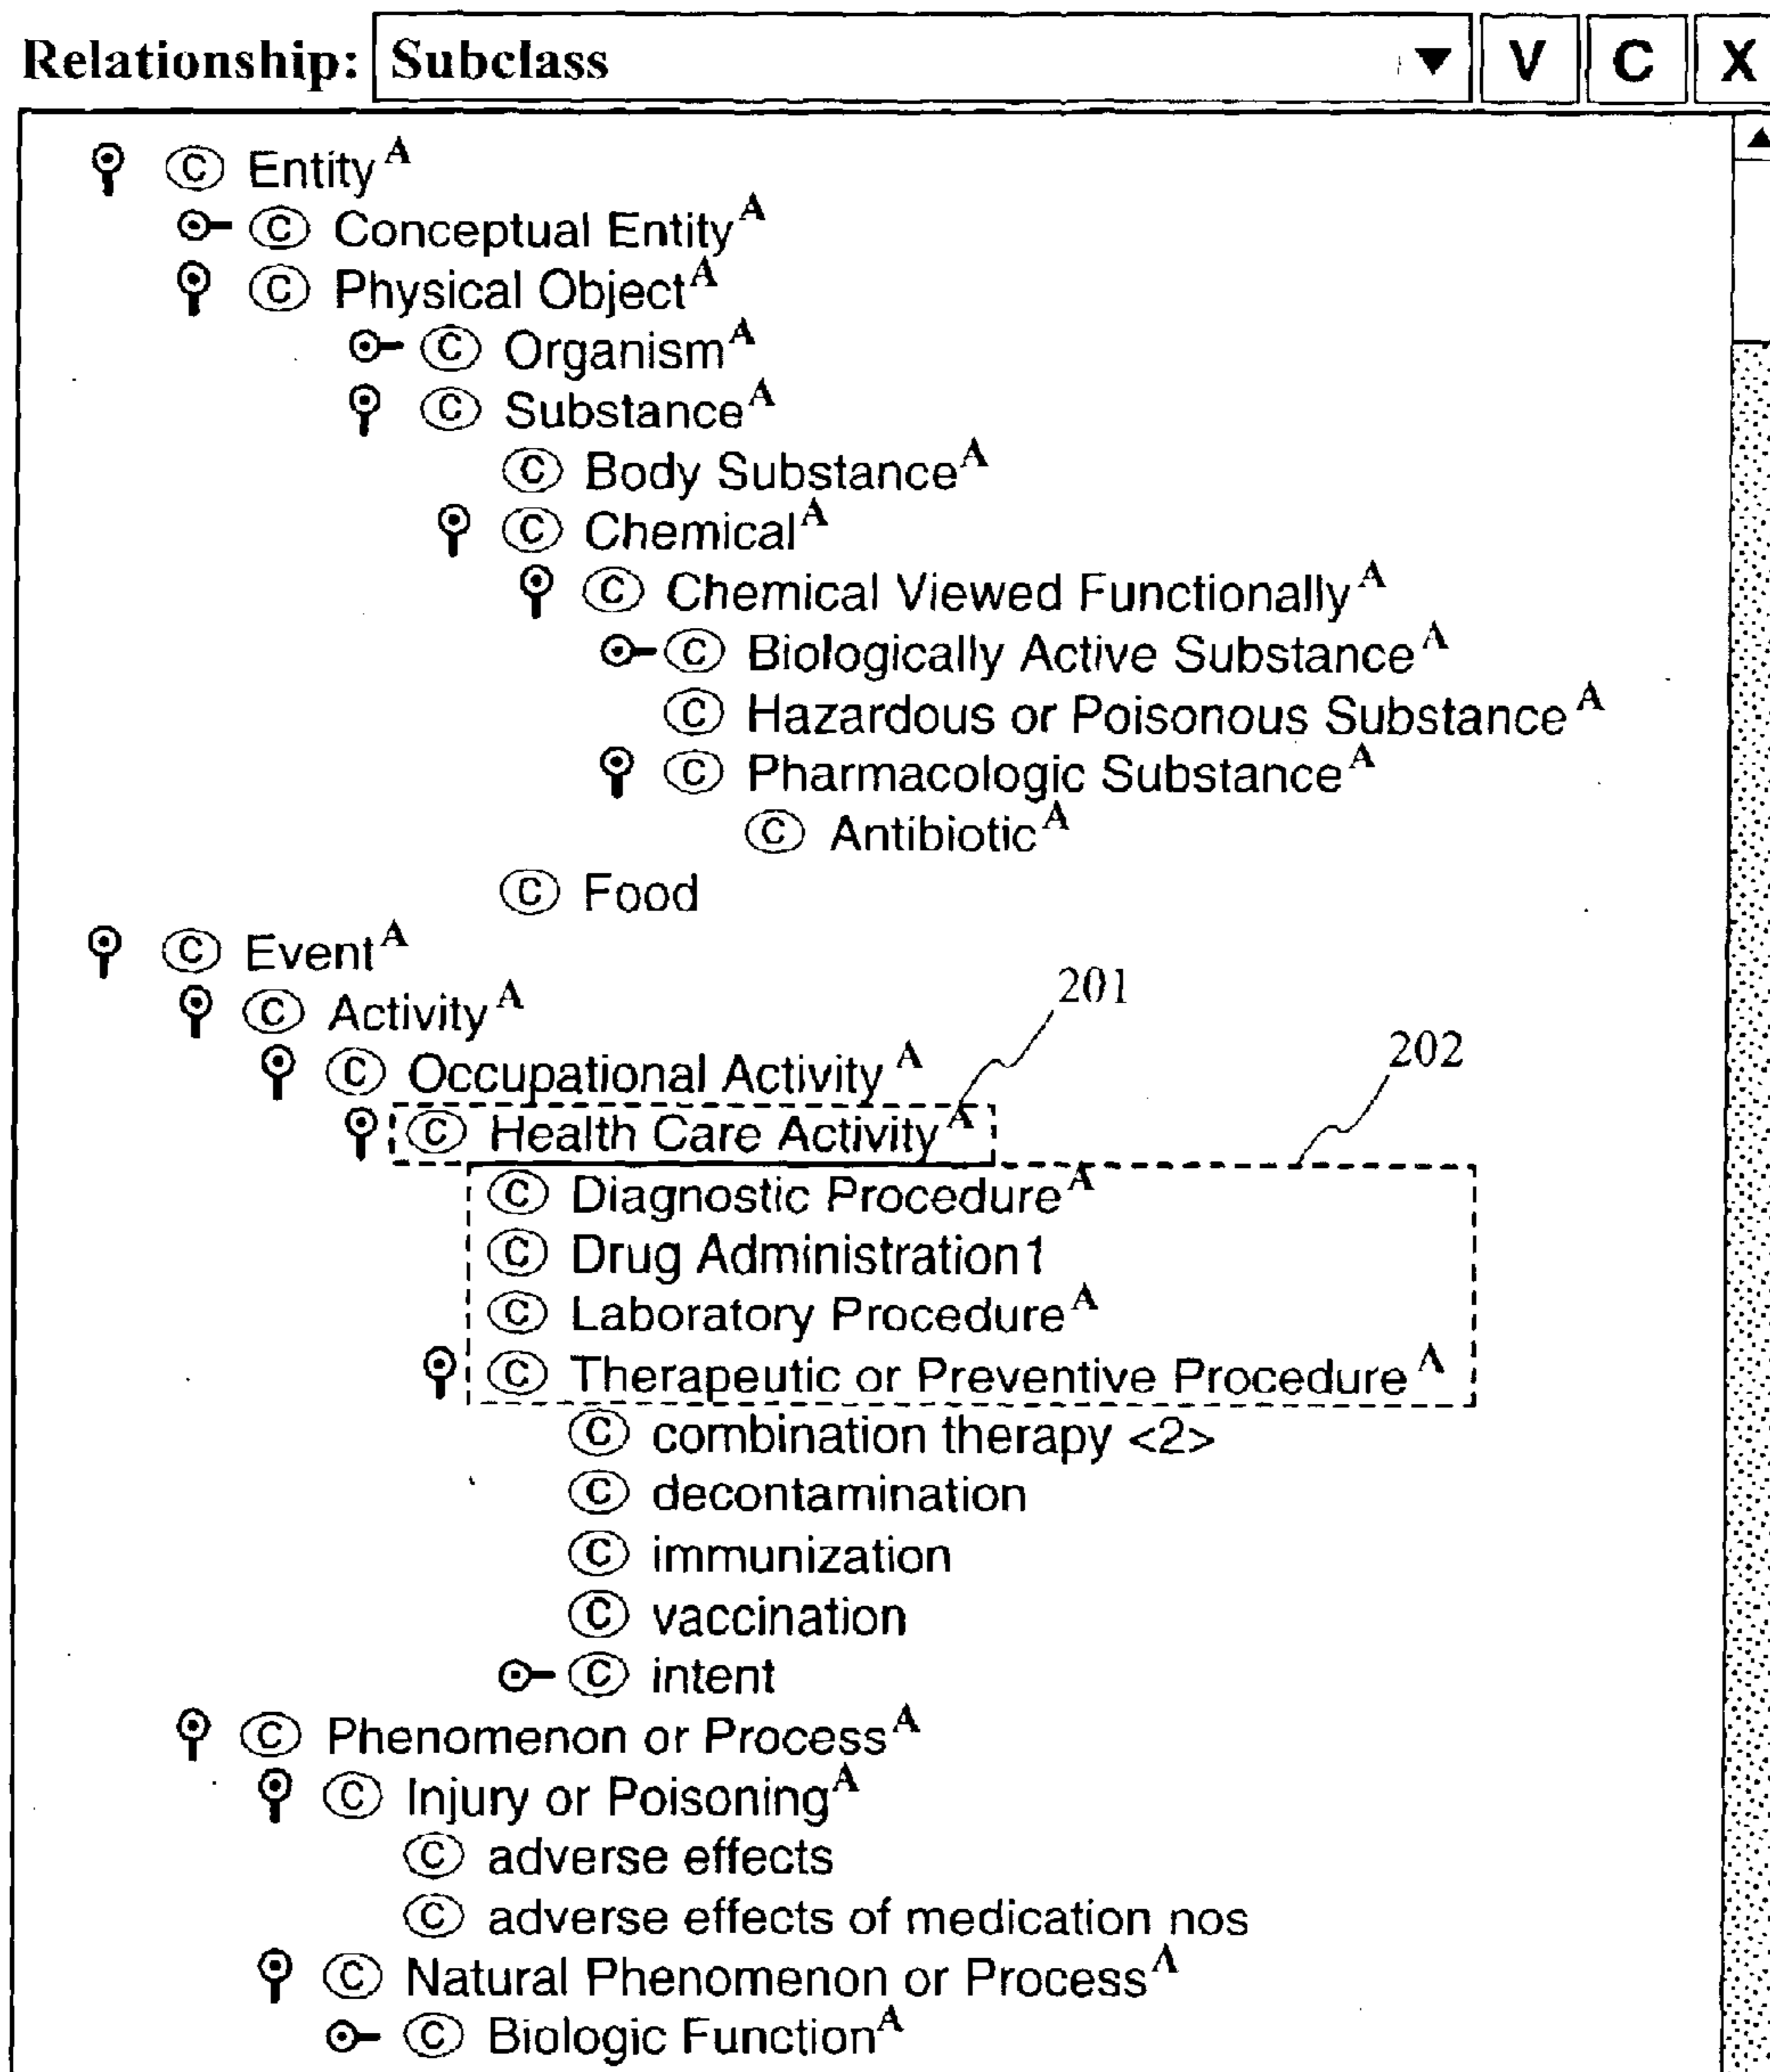 Relationship: Subclass ▼ V C X
© Entity A
© Conceptual Entity A
© Physical Object A
© Organism A
© Substance A
© Body Substance A
© Chemical A
© Chemical Viewed Functionally A
© Biologically Active Substance A
© Hazardous or Poisonous Substance A
© Pharmacologic Substance A
© Antibiotic A
© Food
© Event A
201
© Activity A
202
© Occupational Activity A
© Health Care Activity A
© Diagnostic Procedure A
© Drug Administration1
© Laboratory Procedure A
© Therapeutic or Preventive Procedure A
© combination therapy <2>
© decontamination
© immunization
© vaccination
© intent
© Phenomenon or Process A
© Injury or Poisoning A
© adverse effects
© adverse effects of medication nos
© Natural Phenomenon or Process A
© Biologic Function A